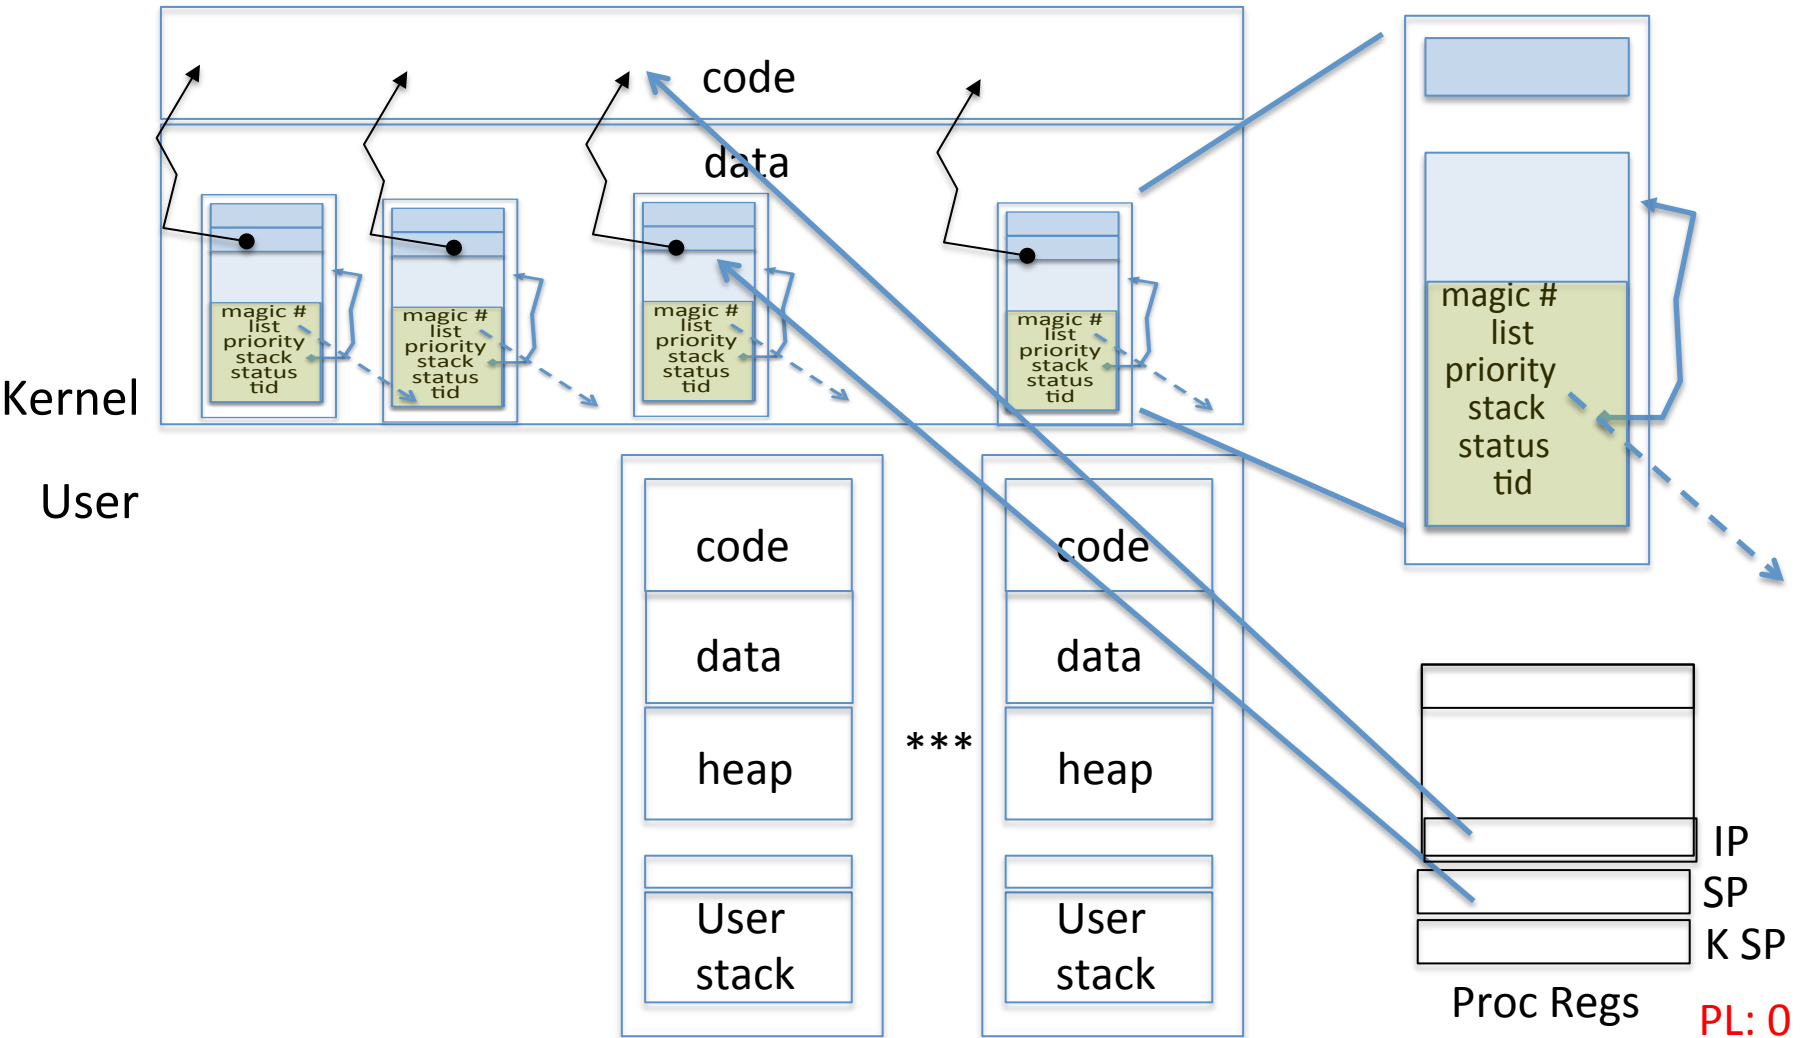 code
data
magic #
list
priority
stack
status
tid
magic #
list
priority
stack
status
tid
magic #
list
priority
stack
status
tid
magic #
list
priority
stack
status
tid
magic #
list
priority
stack
status
tid
Kernel
User
code
data
heap
User
stack
***
code
data
heap
User
stack
IP
SP
K SP
Proc Regs
PL: 0